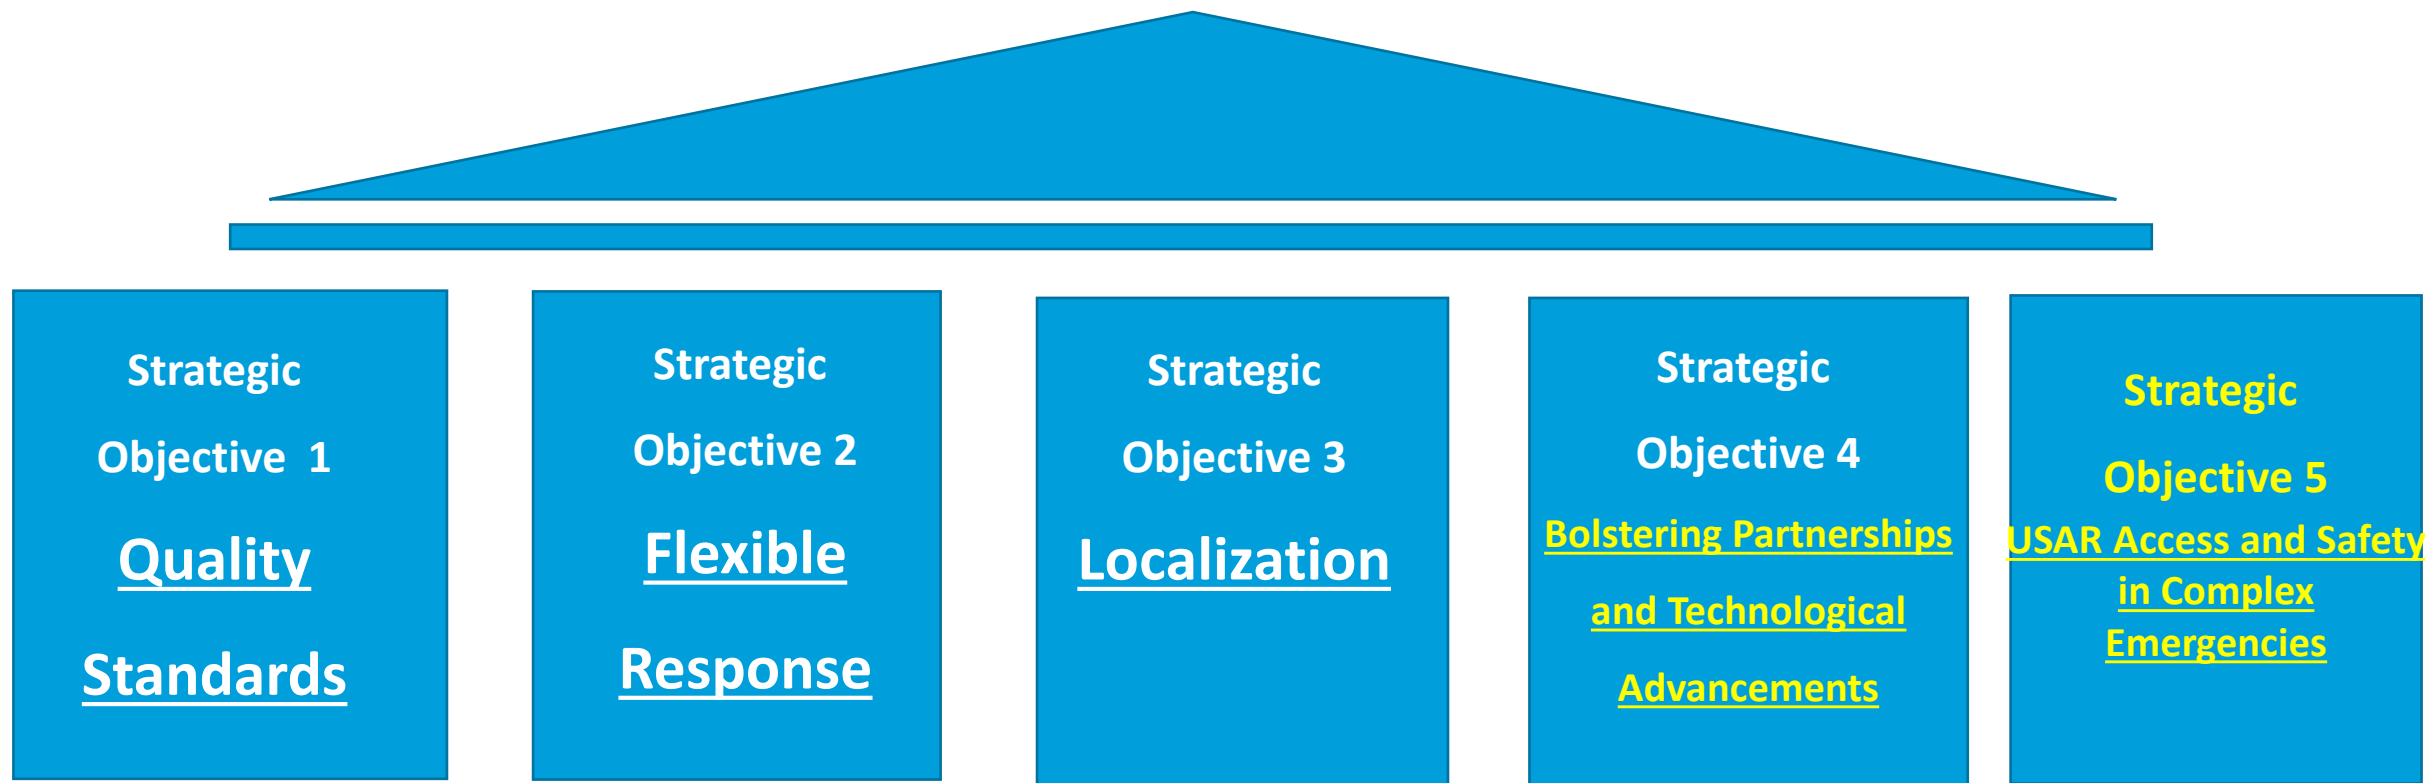 Strategic
Objective  1
Quality
Standards
Strategic
Objective 2
Flexible
Response
Strategic
Objective 3
Localization
Strategic
Objective 4
Bolstering Partnerships
and Technological
Advancements
Strategic
Objective 5
USAR Access and Safety
in Complex
Emergencies